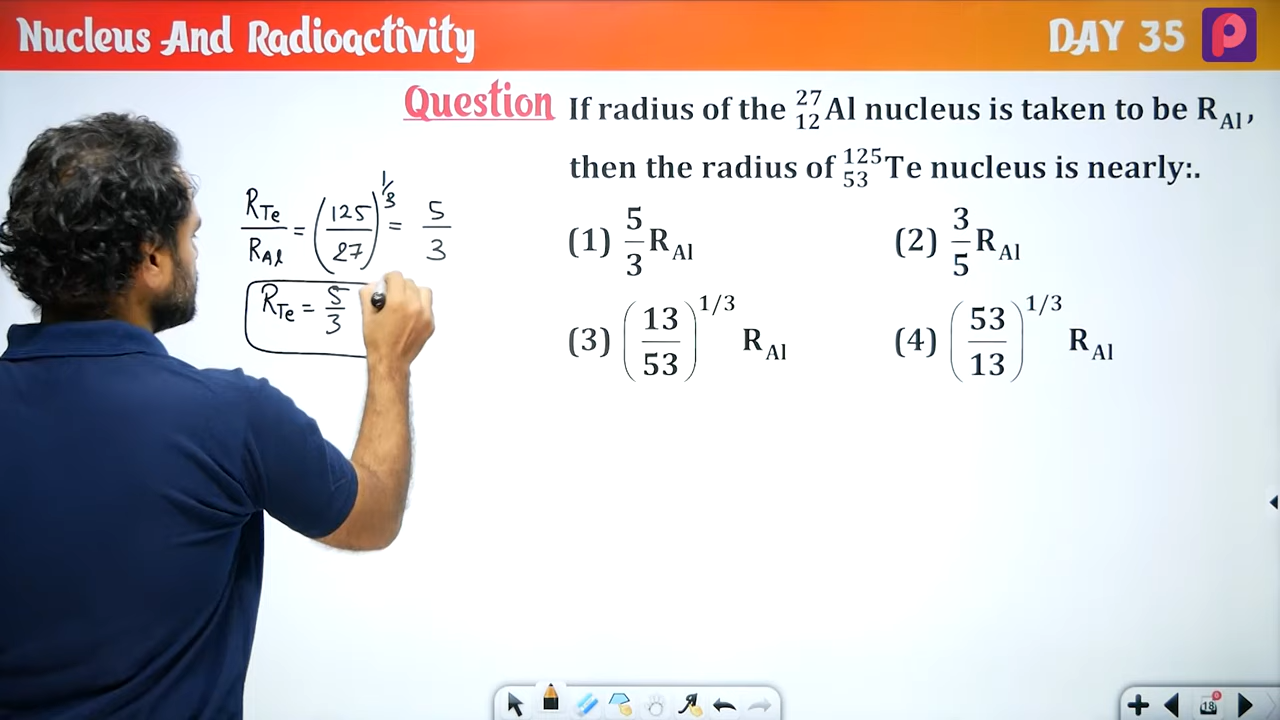 Nucleus And Radioactivity
DAY 35
Question If radius of the ²⁷₁₂Al nucleus is taken to be R_Al,
then the radius of ¹²⁵₅₃Te nucleus is nearly:.
(1) 5/3 R_Al (2) 3/5 R_Al
(3) (13/53)^1/3 R_Al (4) (53/13)^1/3 R_Al
R_Te/R_Al = (125/27)^1/3 = 5/3
R_Te = 5/3
18